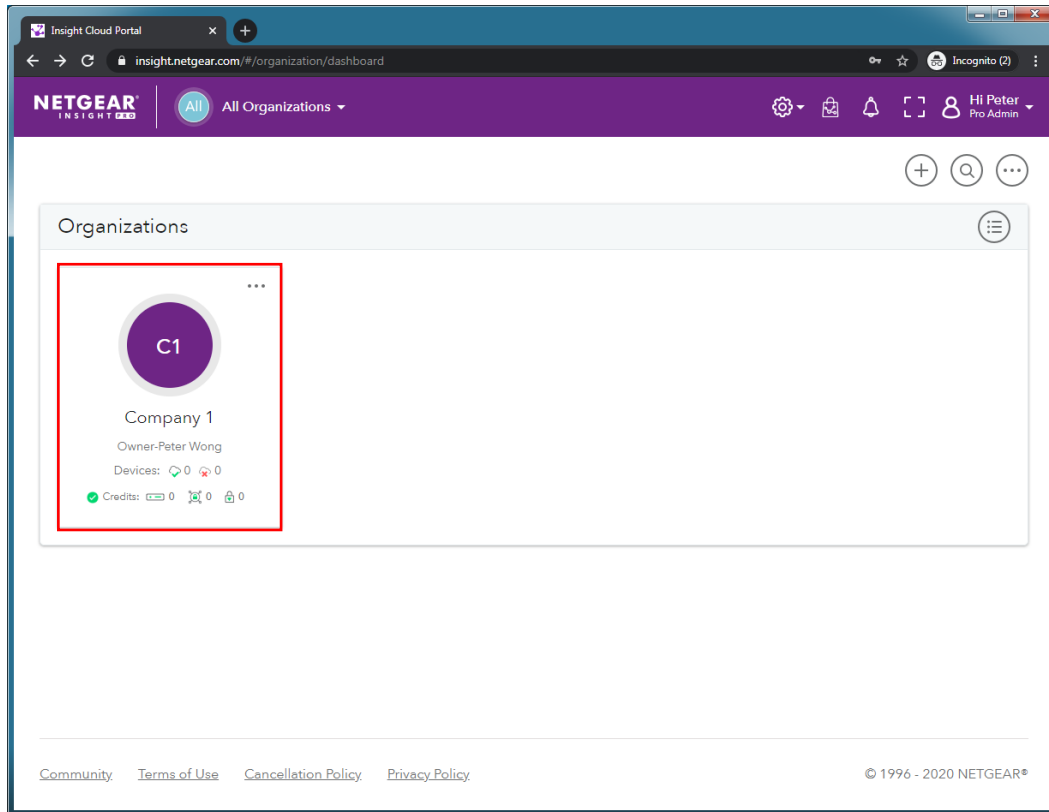 Insight Cloud Portal
insight.netgear.com/#/organization/dashboard
Incognito (2)
NETGEAR®
INSIGHT PRO
All
All Organizations
Hi Peter
Pro Admin
Organizations
C1
Company 1
Owner-Peter Wong
Devices: 0 0
Credits: 0 0 0
Community Terms of Use Cancellation Policy Privacy Policy © 1996 - 2020 NETGEAR®